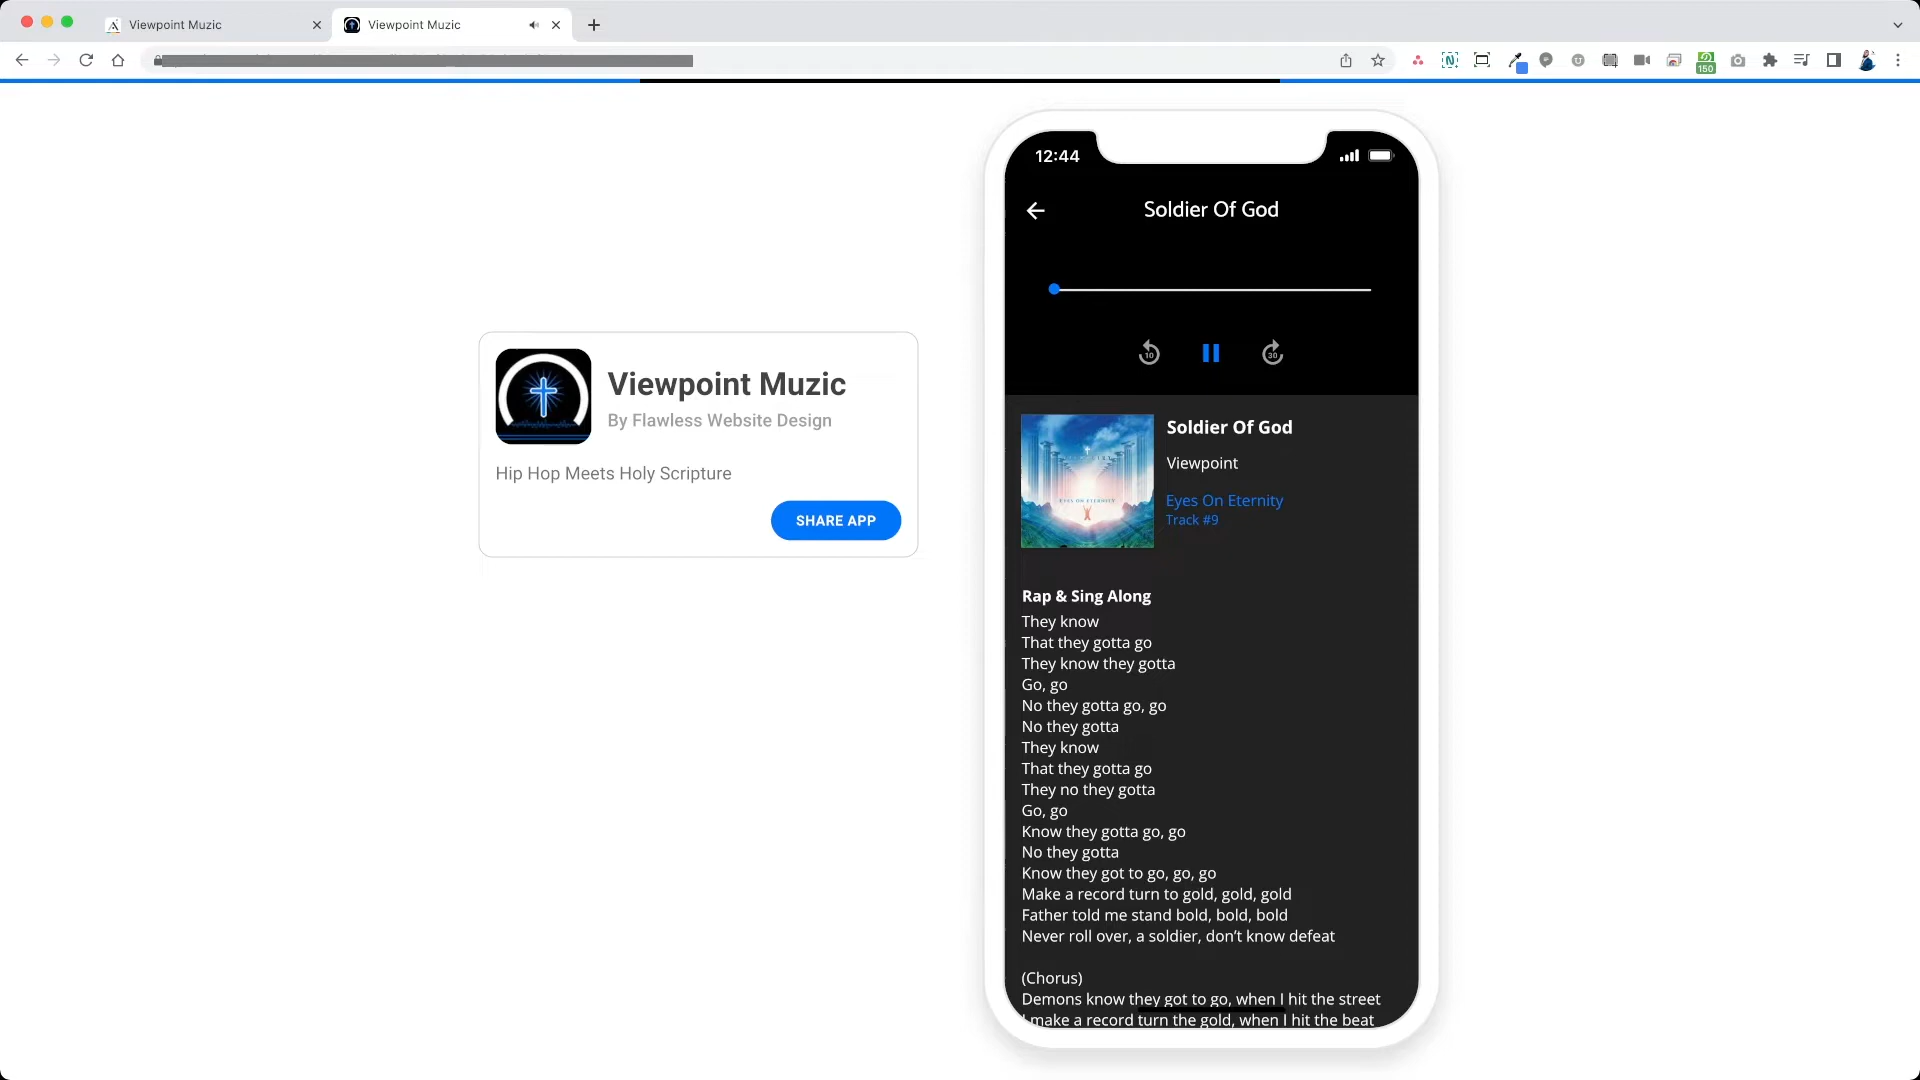 Viewpoint Muzic
Viewpoint Muzic
150
12:44
Soldier Of God
10
30
Viewpoint Muzic
By Flawless Website Design
Hip Hop Meets Holy Scripture
SHARE APP
EYES ON ETERNITY
Soldier Of God
Viewpoint
Eyes On Eternity
Track #9
Rap & Sing Along
They know
That they gotta go
They know they gotta
Go, go
No they gotta go, go
No they gotta
They know
That they gotta go
They no they gotta
Go, go
Know they gotta go, go
No they gotta
Know they got to go, go, go
Make a record turn to gold, gold, gold
Father told me stand bold, bold, bold
Never roll over, a soldier, don’t know defeat
(Chorus)
Demons know they got to go, when I hit the street
I make a record turn the gold, when I hit the beat